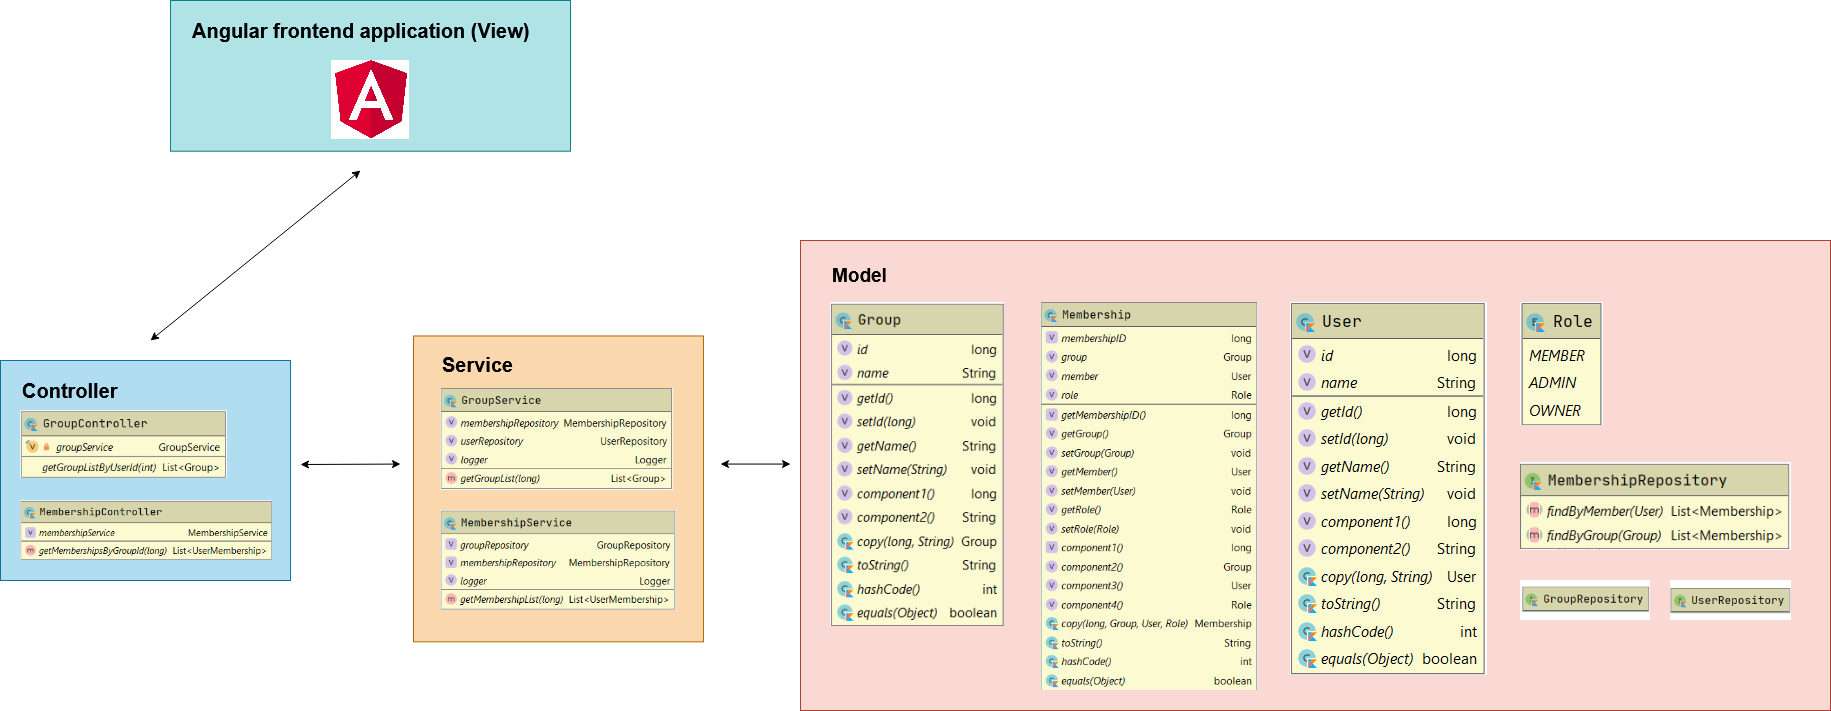 Angular frontend application (View)
Controller
GroupController
groupService GroupService
getGroupListByUserId(int) List<Group>
MembershipController
membershipService MembershipService
getMembershipsByGroupId(long) List<UserMembership>
Service
GroupService
membershipRepository MembershipRepository
userRepository UserRepository
logger Logger
getGroupList(long) List<Group>
MembershipService
groupRepository GroupRepository
membershipRepository MembershipRepository
logger Logger
getMembershipList(long) List<UserMembership>
Model
Group
id long
name String
getId() long
setId(long) void
getName() String
setName(String) void
component1() long
component2() String
copy(long, String) Group
toString() String
hashCode() int
equals(Object) boolean
Membership
membershipID long
group Group
member User
role Role
getMembershipID() long
getGroup() Group
setGroup(Group) void
getMember() User
setMember(User) void
getRole() Role
setRole(Role) void
component1() long
component2() Group
component3() User
component4() Role
copy(long, Group, User, Role) Membership
toString() String
hashCode() int
equals(Object) boolean
User
id long
name String
getId() long
setId(long) void
getName() String
setName(String) void
component1() long
component2() String
copy(long, String) User
toString() String
hashCode() int
equals(Object) boolean
Role
MEMBER
ADMIN
OWNER
MembershipRepository
findByMember(User) List<Membership>
findByGroup(Group) List<Membership>
GroupRepository
UserRepository